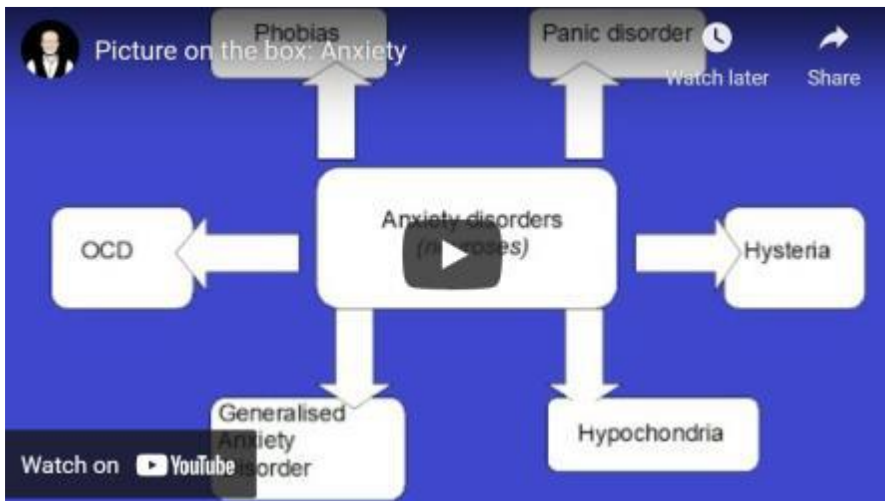 Picture on the box: Anxiety
Phobias
Panic disorder
Watch later
Share
Anxiety disorders
OCD
Hysteria
Generalised
Anxiety
Disorder
Hypochondria
Watch on YouTube